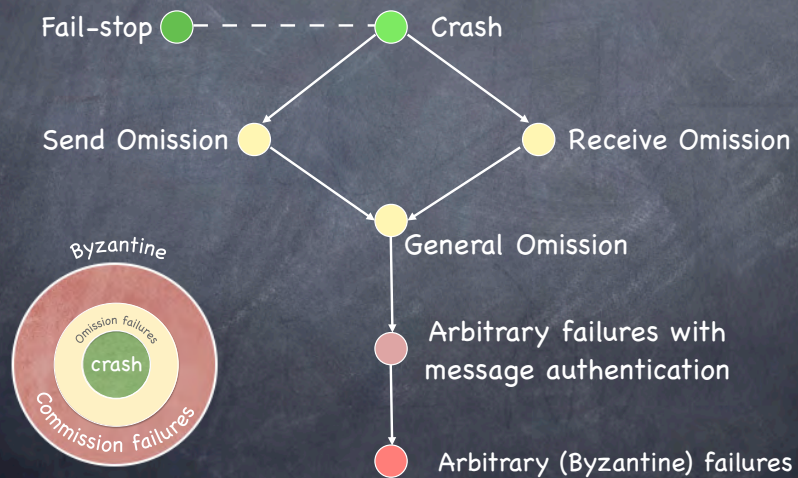 Fail-stop
Crash
Send Omission
Receive Omission
General Omission
Byzantine
Omission failures
crash
Commission failures
Arbitrary failures with
message authentication
Arbitrary (Byzantine) failures